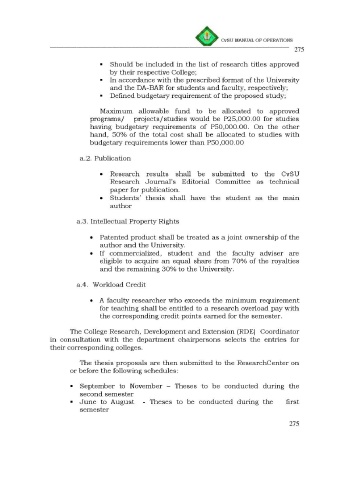 CvSU MANUAL OF OPERATIONS
275
▪ Should be included in the list of research titles approved
by their respective College;
▪ In accordance with the prescribed format of the University
and the DA-BAR for students and faculty, respectively;
▪ Defined budgetary requirement of the proposed study;
Maximum allowable fund to be allocated to approved
programs/ projects/studies would be P25,000.00 for studies
having budgetary requirements of P50,000.00. On the other
hand, 50% of the total cost shall be allocated to studies with
budgetary requirements lower than P50,000.00
a.2. Publication
• Research results shall be submitted to the CvSU
Research Journal's Editorial Committee as technical
paper for publication.
• Students' thesis shall have the student as the main
author
a.3. Intellectual Property Rights
• Patented product shall be treated as a joint ownership of the
author and the University.
• If commercialized, student and the faculty adviser are
eligible to acquire an equal share from 70% of the royalties
and the remaining 30% to the University.
a.4. Workload Credit
• A faculty researcher who exceeds the minimum requirement
for teaching shall be entitled to a research overload pay with
the corresponding credit points earned for the semester.
The College Research, Development and Extension (RDE( Coordinator
in consultation with the department chairpersons selects the entries for
their corresponding colleges.
The thesis proposals are then submitted to the ResearchCenter on
or before the following schedules:
▪ September to November – Theses to be conducted during the
second semester
▪ June to August - Theses to be conducted during the first
semester
275